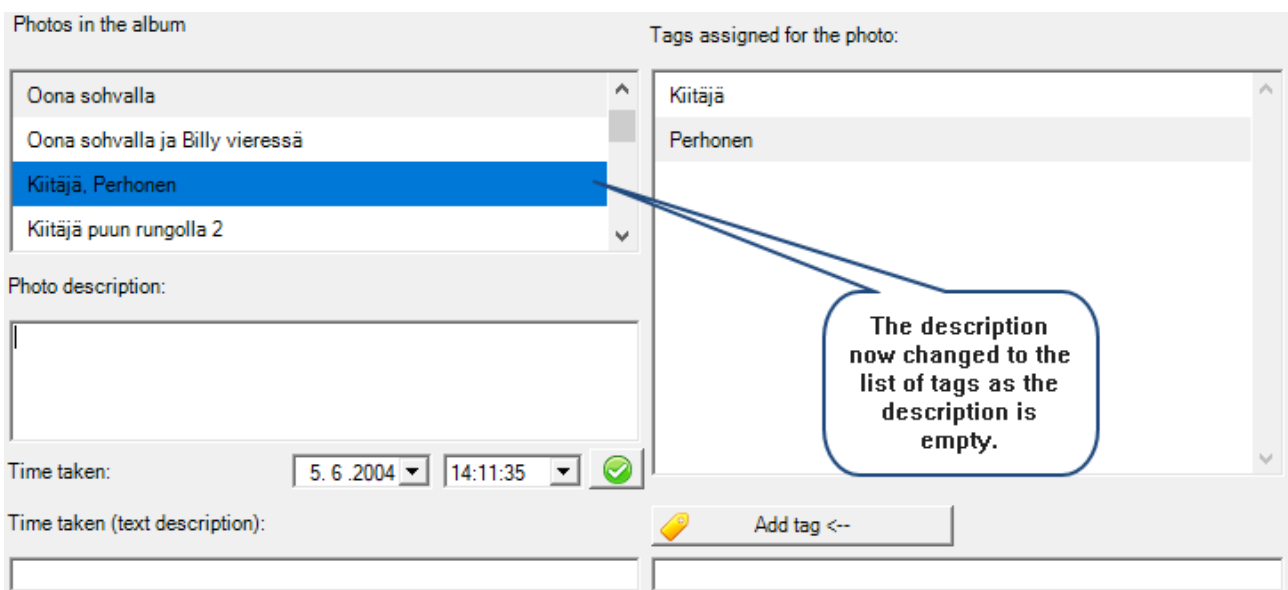 Photos in the album
Tags assigned for the photo:
Oona sohvalla
Oona sohvalla ja Billy vieressä
Kiitäjä, Perhonen
Kiitäjä puun rungolla 2
Kiitäjä
Perhonen
The description
now changed to the
list of tags as the
description is
empty.
Photo description:
Time taken:
5. 6 .2004
14:11:35
Time taken (text description):
Add tag <--